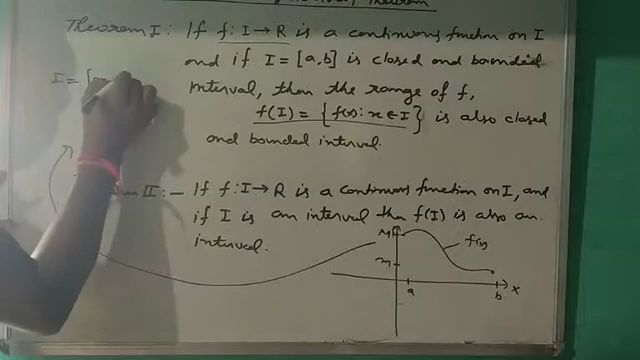 Theorem
Theorem I: If f: I → R is a continuous function on I
and if I = [a, b] is closed and bounded
interval, then the range of f,
I = [
f(I) = { f(x) : x ∈ I } is also closed
and bounded interval.
II : — If f : I → R is a continuous function on I, and
if I is an interval then f(I) is also an
interval.
M
f(x)
m
a
b
x